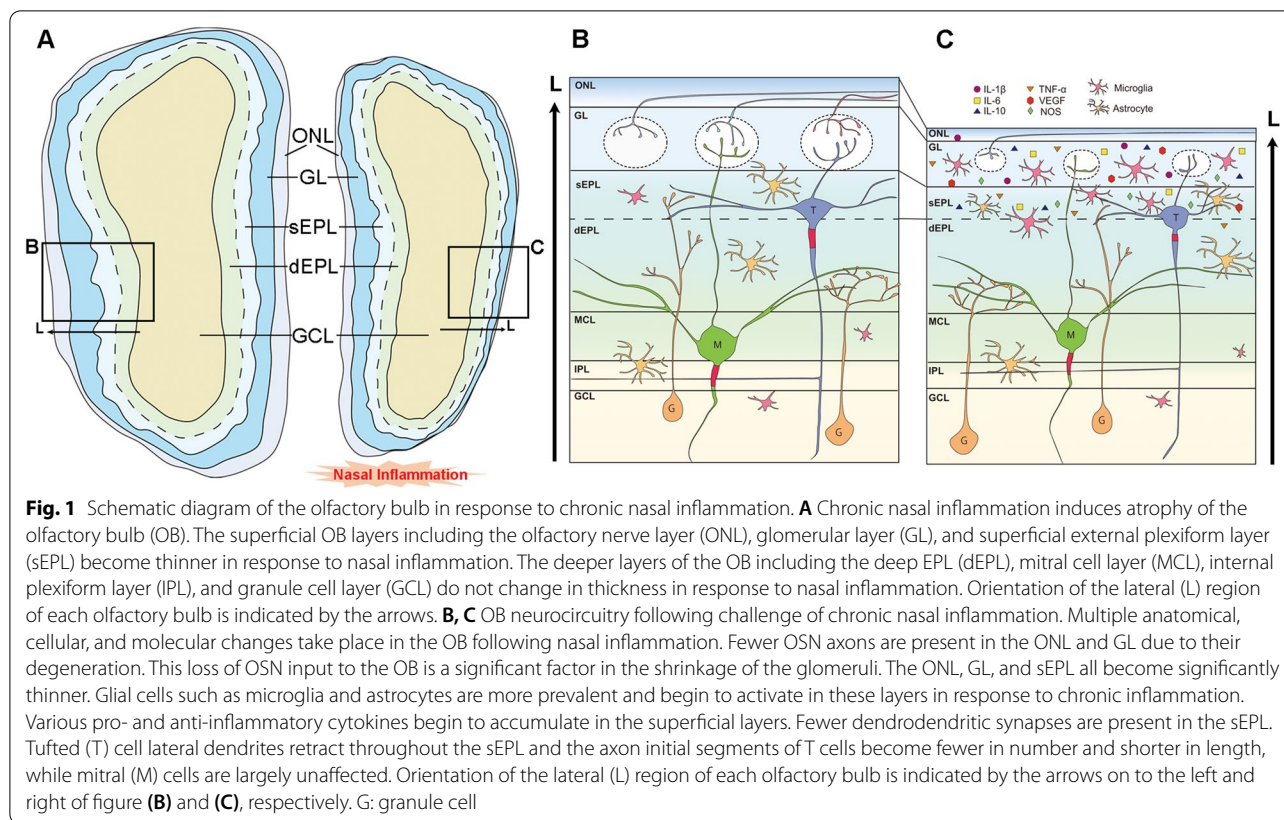 A
ONL
GL
sEPL
dEPL
GCL
B
L
C
L
Nasal Inflammation
B
L
ONL
GL
sEPL
dEPL
MCL
IPL
GCL
T
M
G
G
C
IL-1β
IL-6
IL-10
TNF-α
VEGF
NOS
Microglia
Astrocyte
L
ONL
GL
sEPL
dEPL
MCL
IPL
GCL
T
M
G
G
Fig. 1 Schematic diagram of the olfactory bulb in response to chronic nasal inflammation. A Chronic nasal inflammation induces atrophy of the
olfactory bulb (OB). The superficial OB layers including the olfactory nerve layer (ONL), glomerular layer (GL), and superficial external plexiform layer
(sEPL) become thinner in response to nasal inflammation. The deeper layers of the OB including the deep EPL (dEPL), mitral cell layer (MCL), internal
plexiform layer (IPL), and granule cell layer (GCL) do not change in thickness in response to nasal inflammation. Orientation of the lateral (L) region
of each olfactory bulb is indicated by the arrows. B, C OB neurocircuitry following challenge of chronic nasal inflammation. Multiple anatomical,
cellular, and molecular changes take place in the OB following nasal inflammation. Fewer OSN axons are present in the ONL and GL due to their
degeneration. This loss of OSN input to the OB is a significant factor in the shrinkage of the glomeruli. The ONL, GL, and sEPL all become significantly
thinner. Glial cells such as microglia and astrocytes are more prevalent and begin to activate in these layers in response to chronic inflammation.
Various pro- and anti-inflammatory cytokines begin to accumulate in the superficial layers. Fewer dendrodendritic synapses are present in the sEPL.
Tufted (T) cell lateral dendrites retract throughout the sEPL and the axon initial segments of T cells become fewer in number and shorter in length,
while mitral (M) cells are largely unaffected. Orientation of the lateral (L) region of each olfactory bulb is indicated by the arrows on to the left and
right of figure (B) and (C), respectively. G: granule cell